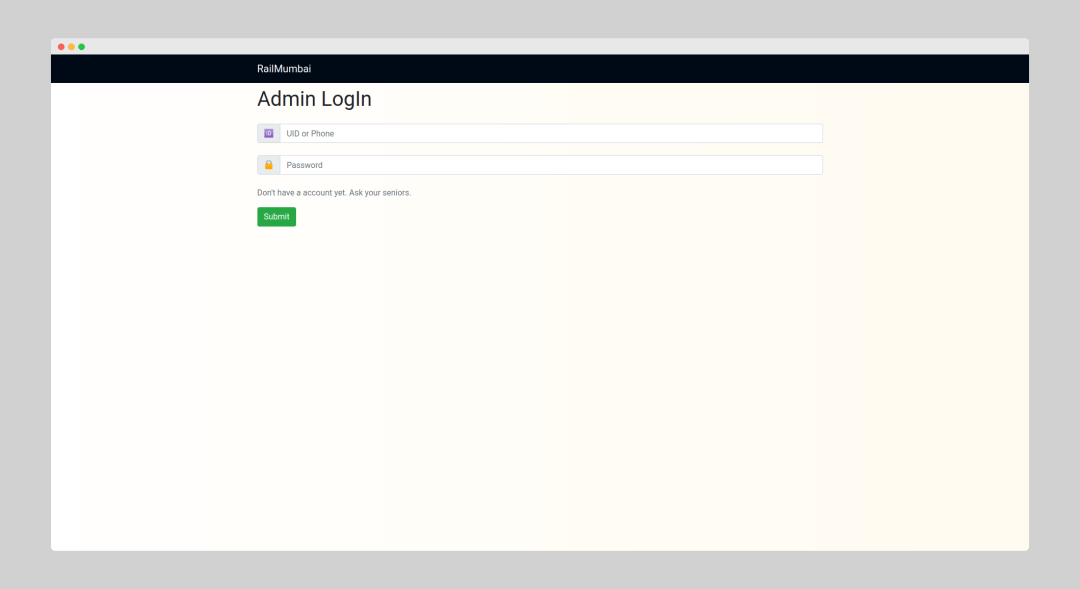 RailMumbai
Admin LogIn
UID or Phone
Password
Don't have a account yet. Ask your seniors.
Submit